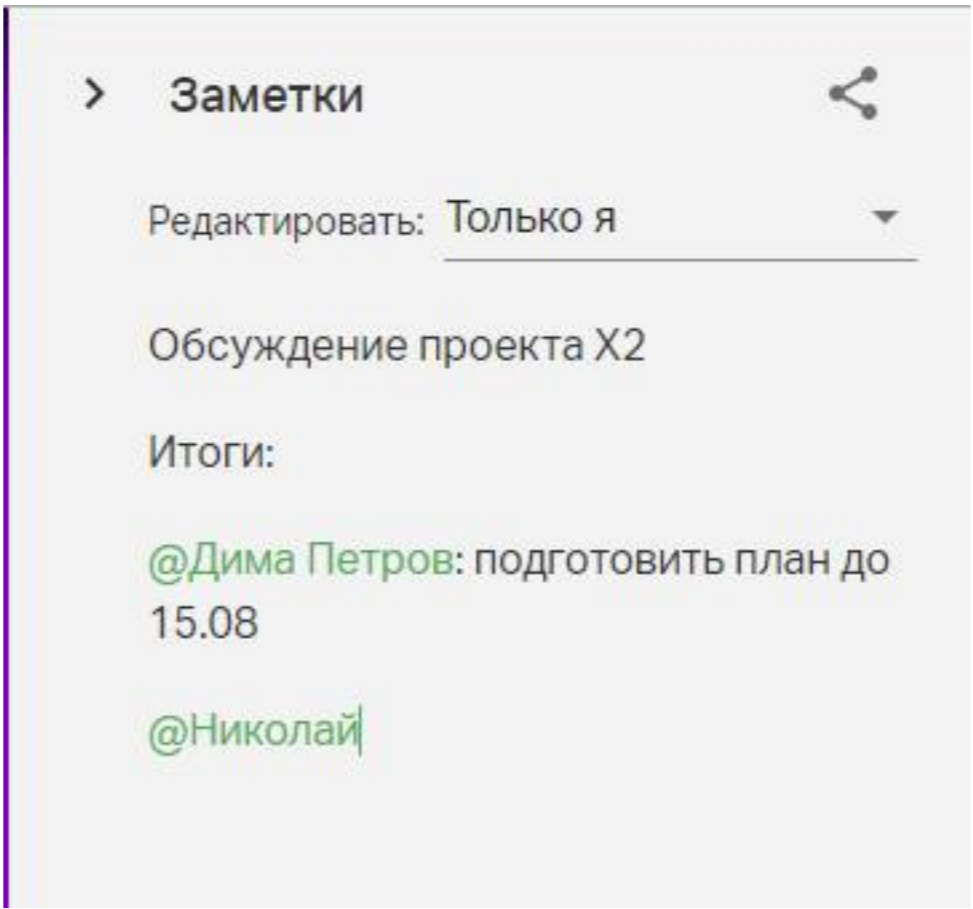 Заметки
Редактировать: Только я
Обсуждение проекта X2
Итоги:
@Дима Петров: подготовить план до
15.08
@Николай